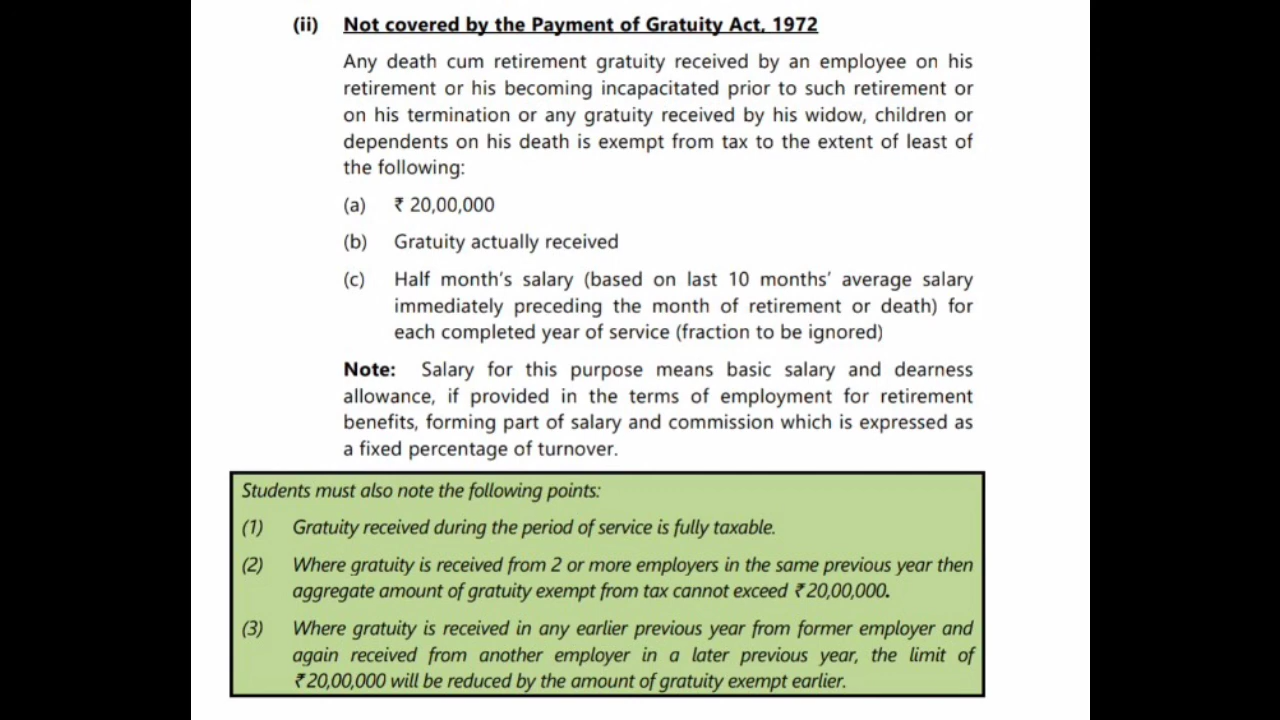 (ii) Not covered by the Payment of Gratuity Act, 1972
Any death cum retirement gratuity received by an employee on his
retirement or his becoming incapacitated prior to such retirement or
on his termination or any gratuity received by his widow, children or
dependents on his death is exempt from tax to the extent of least of
the following:
(a) ₹ 20,00,000
(b) Gratuity actually received
(c) Half month's salary (based on last 10 months' average salary
immediately preceding the month of retirement or death) for
each completed year of service (fraction to be ignored)
Note: Salary for this purpose means basic salary and dearness
allowance, if provided in the terms of employment for retirement
benefits, forming part of salary and commission which is expressed as
a fixed percentage of turnover.
Students must also note the following points:
(1) Gratuity received during the period of service is fully taxable.
(2) Where gratuity is received from 2 or more employers in the same previous year then
aggregate amount of gratuity exempt from tax cannot exceed ₹20,00,000.
(3) Where gratuity is received in any earlier previous year from former employer and
again received from another employer in a later previous year, the limit of
₹20,00,000 will be reduced by the amount of gratuity exempt earlier.